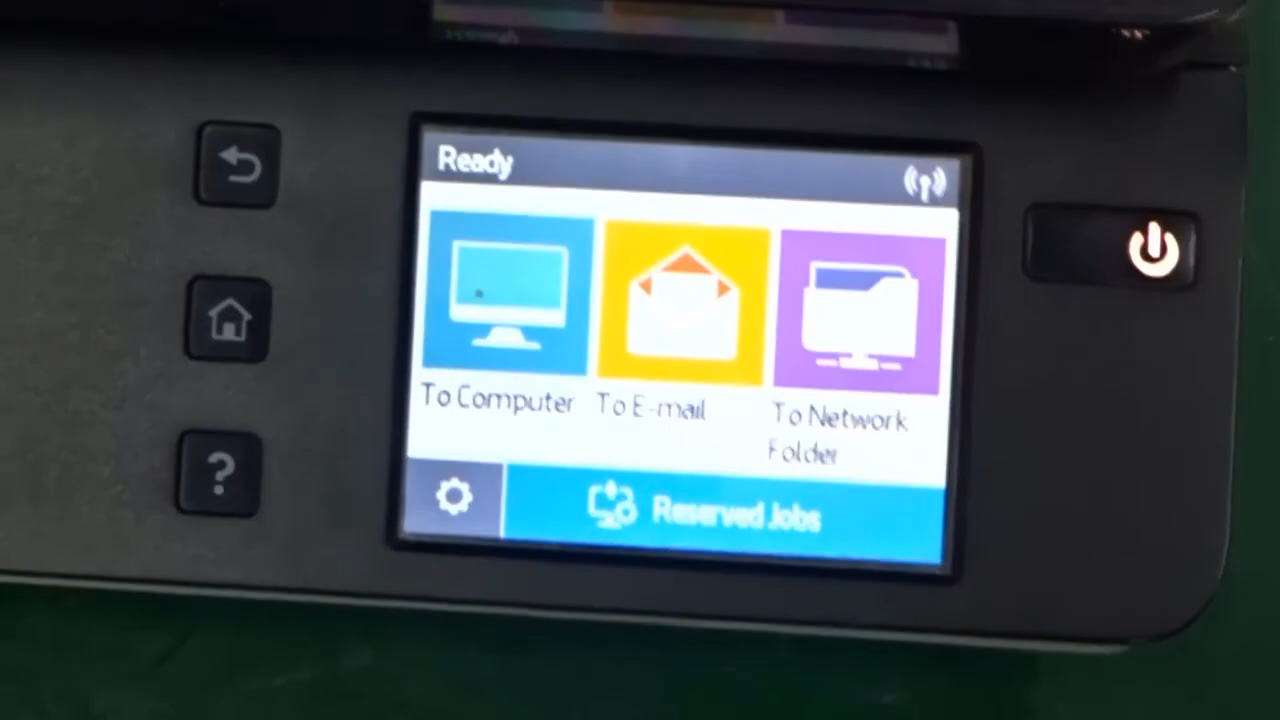 Ready
To Computer
To E-mail
To Network
Folder
Reserved Jobs
?